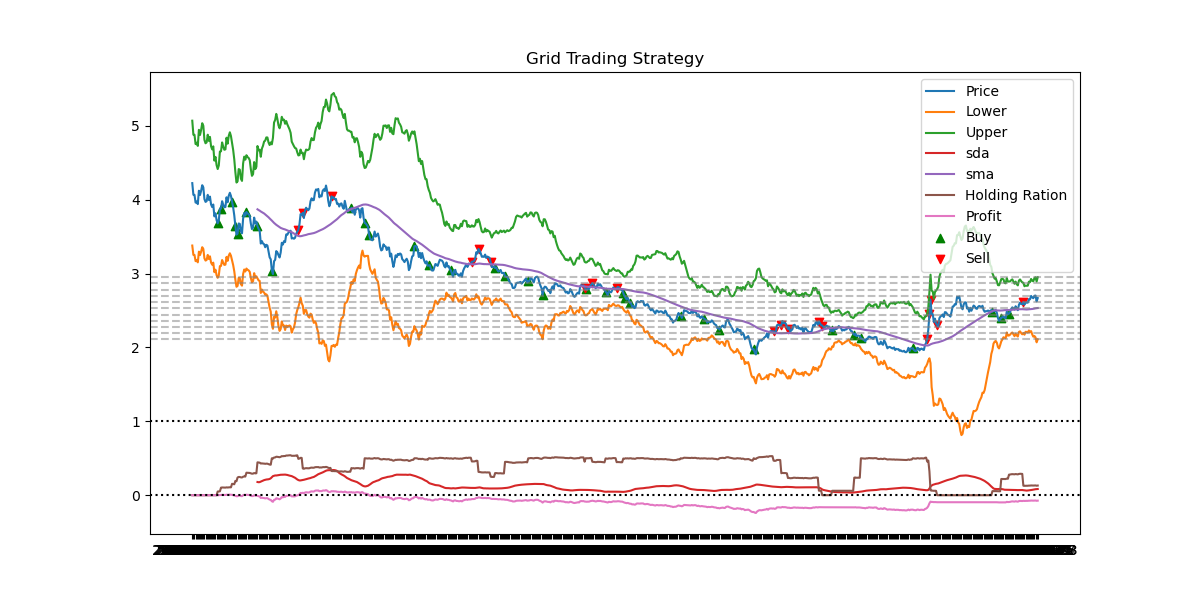 Grid Trading Strategy
Price
Lower
Upper
sda
sma
Holding Ration
Profit
Buy
Sell
5
4
3
2
1
0